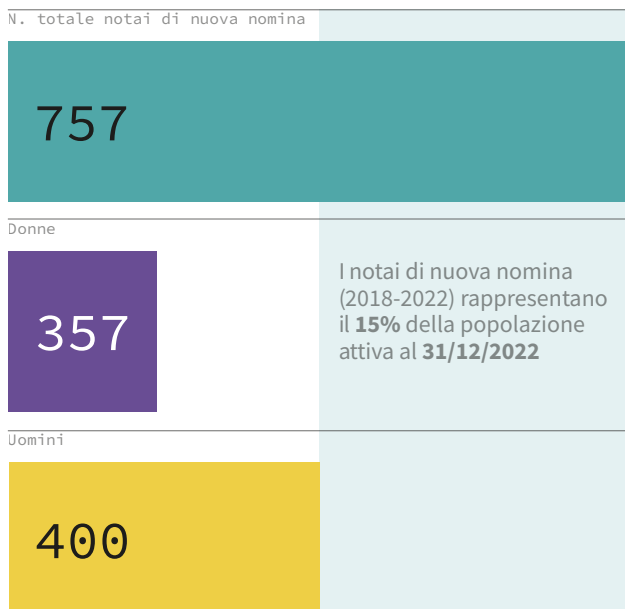 N. totale notai di nuova nomina
757
Donne
357
I notai di nuova nomina
(2018-2022) rappresentano
il 15% della popolazione
attiva al 31/12/2022
Uomini
400